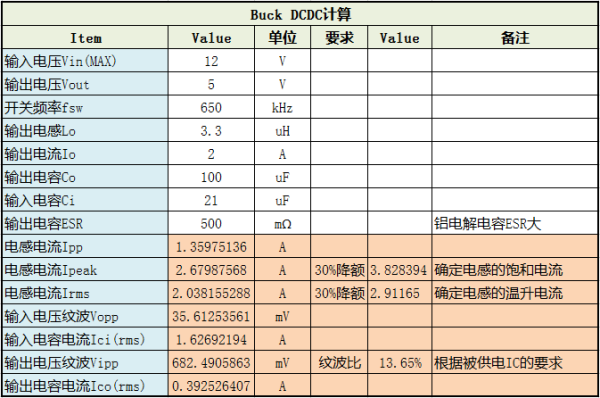 Buck DCDC计算
Item Value 单位 要求 Value 备注
输入电压Vin(MAX) 12 V
输出电压Vout 5 V
开关频率fsw 650 kHz
输出电感Lo 3.3 uH
输出电流Io 2 A
输出电容Co 100 uF
输入电容Ci 21 uF
输出电容ESR 500 mΩ 铝电解电容ESR大
电感电流Ipp 1.35975136 A
电感电流Ipeak 2.67987568 A 30%降额 3.828394 确定电感的饱和电流
电感电流Irms 2.038155288 A 30%降额 2.91165 确定电感的温升电流
输入电压纹波Vopp 35.61253561 mV
输入电容电流Ici(rms) 1.62692194 A
输出电压纹波Vipp 682.4905863 mV 纹波比 13.65% 根据被供电IC的要求
输出电容电流Ico(rms) 0.392526407 A